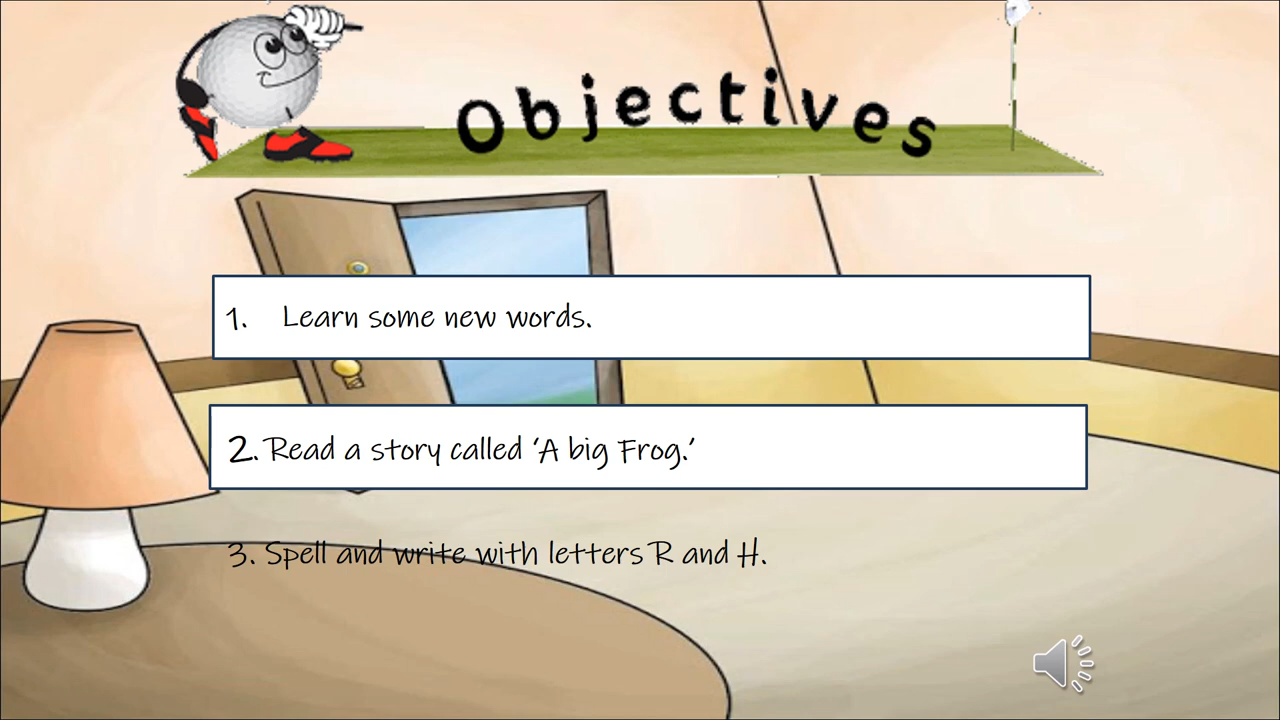 Objectives
1. Learn some new words.
2. Read a story called ‘A big Frog.’
3. Spell and write with letters R and H.